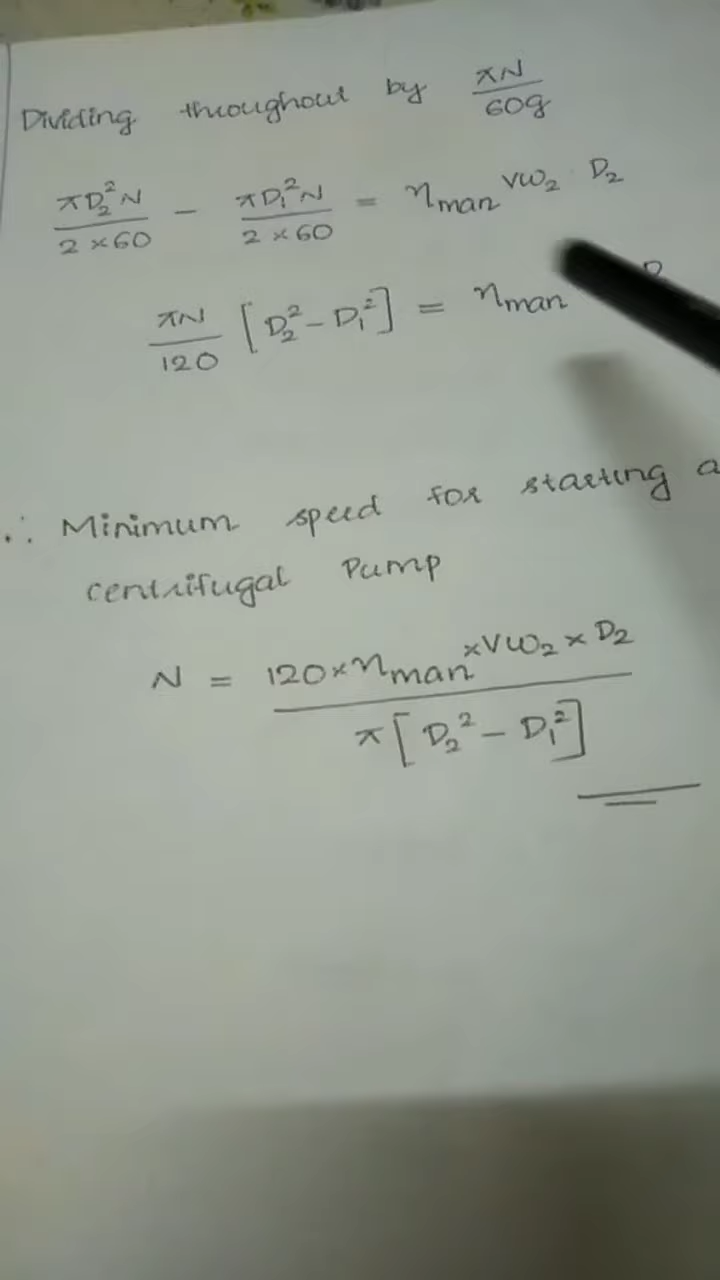 Dividing throughout by πN/60g
πD₂²N/2×60 − πD₁²N/2×60 = ηman Vw₂ D₂
πN/120 [D₂² − D₁²] = ηman
∴ Minimum speed for starting a
centrifugal Pump
N = 120×ηman×Vw₂×D₂/π[D₂² − D₁²]